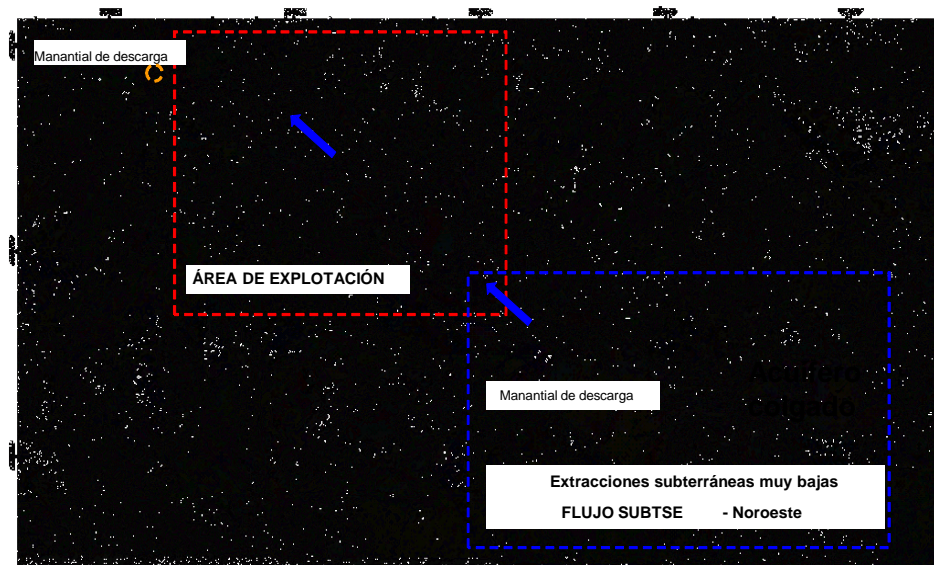 Manantial de descarga
ÁREA DE EXPLOTACIÓN
Acuífero
colgado
Manantial de descarga
Extracciones subterráneas muy bajas
FLUJO SUBTSE - Noroeste